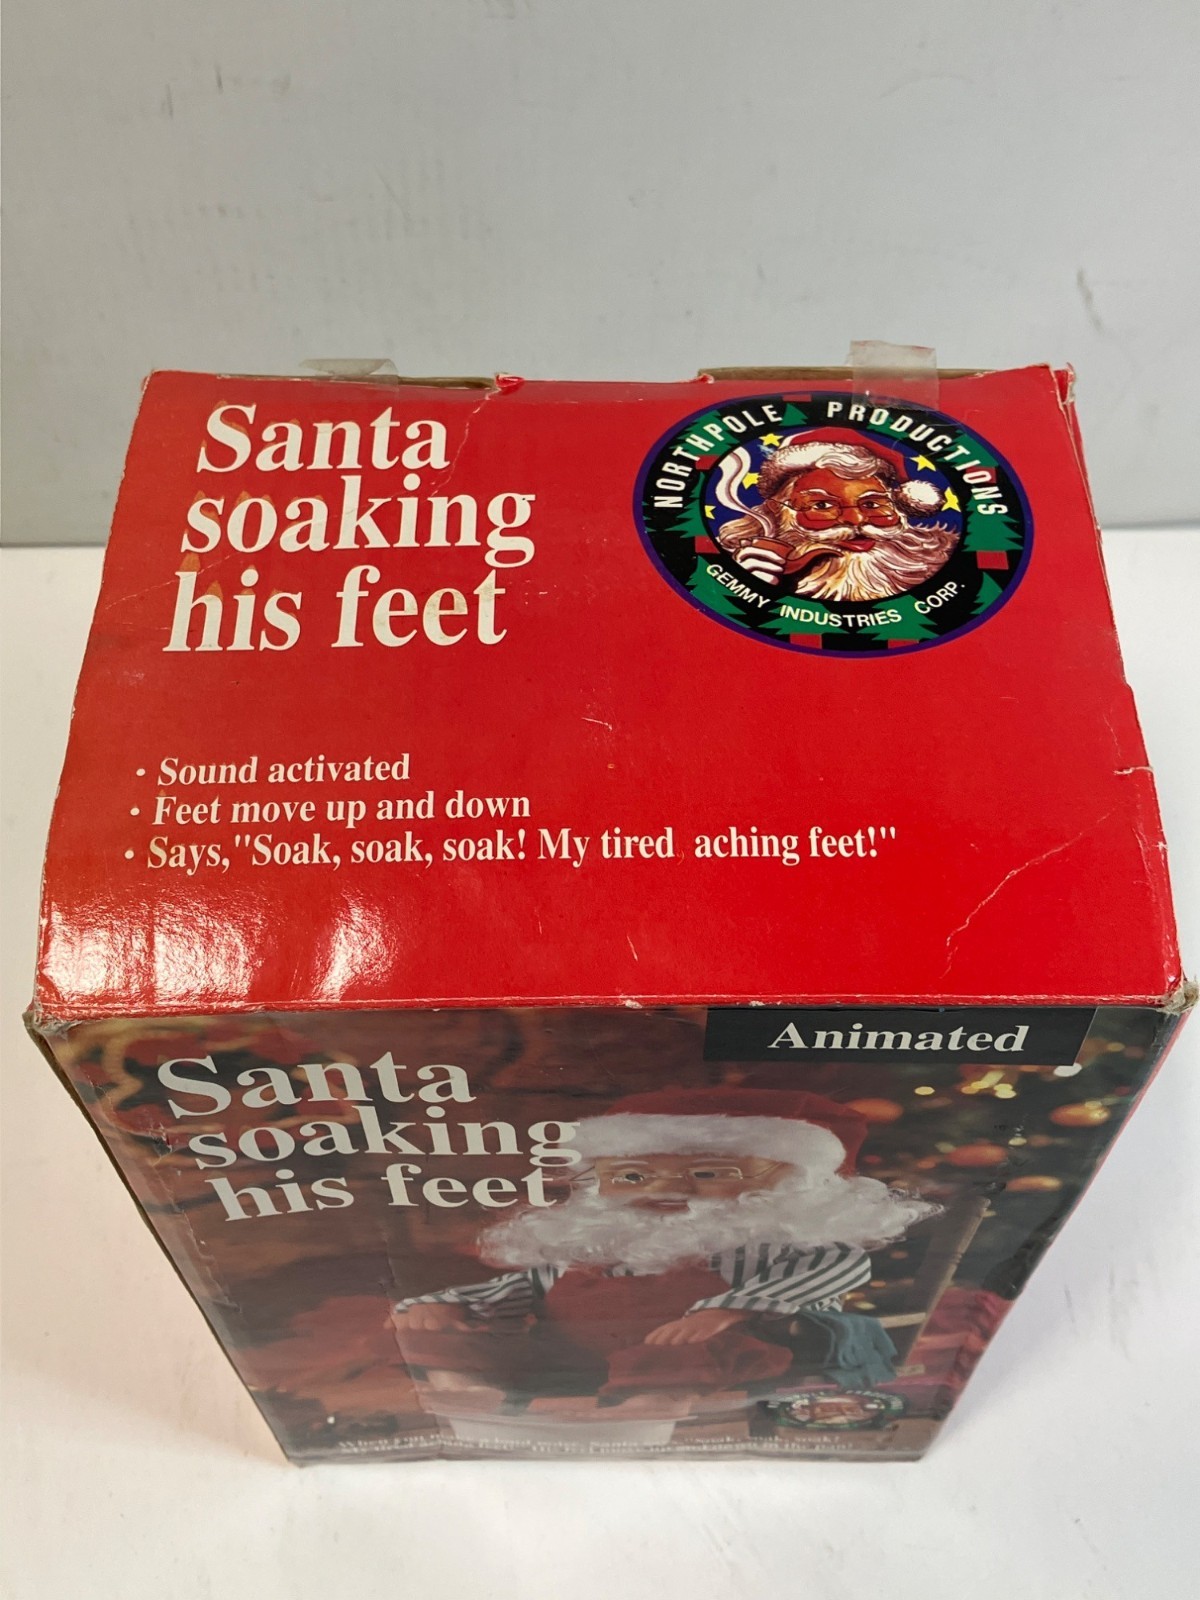 Santa
soaking
his feet
NORTHPOLE PRODUCTIONS
GEMMY INDUSTRIES CORP.
• Sound activated
• Feet move up and down
• Says,"Soak, soak, soak! My tired, aching feet!"
Animated
Santa
soaking
his feet